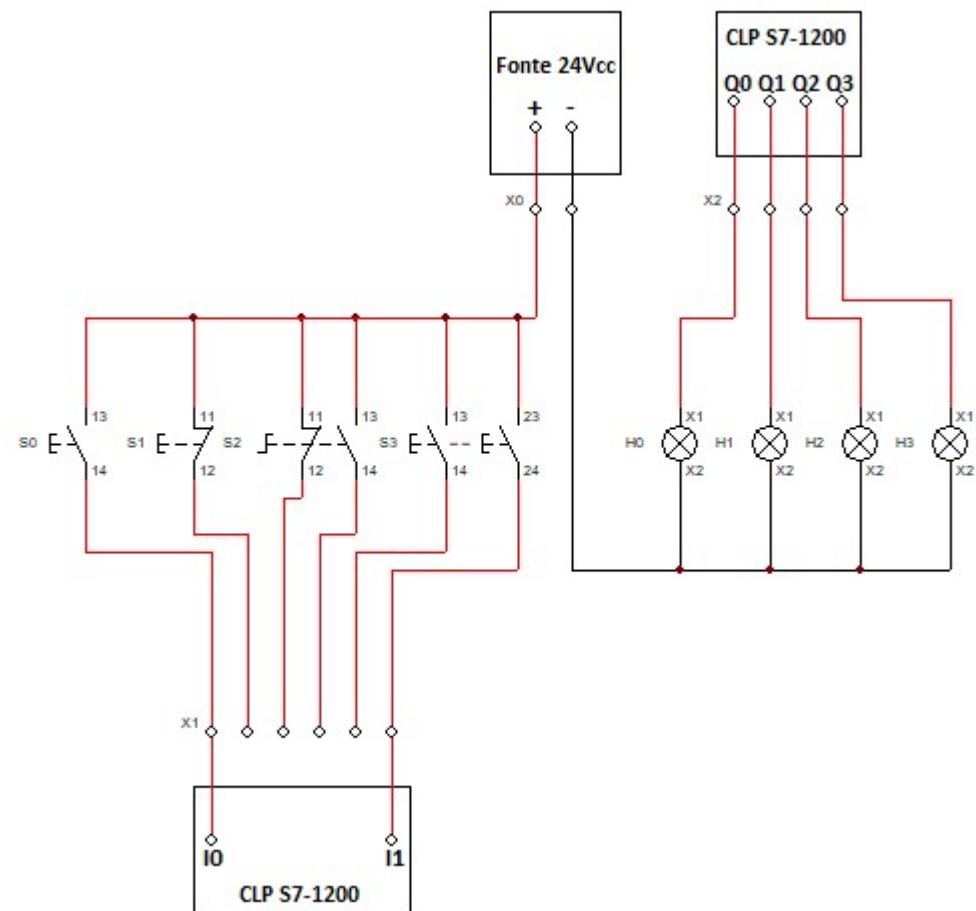 CLP S7-1200
Fonte 24Vcc
Q0 Q1 Q2 Q3
+ -
X0
X2
13 11 11 13 13 23 X1 X1 X1 X1
S0 S1 S2 S3 H0 H1 H2 H3
14 12 12 14 14 24 X2 X2 X2 X2
X1
I0 I1
CLP S7-1200